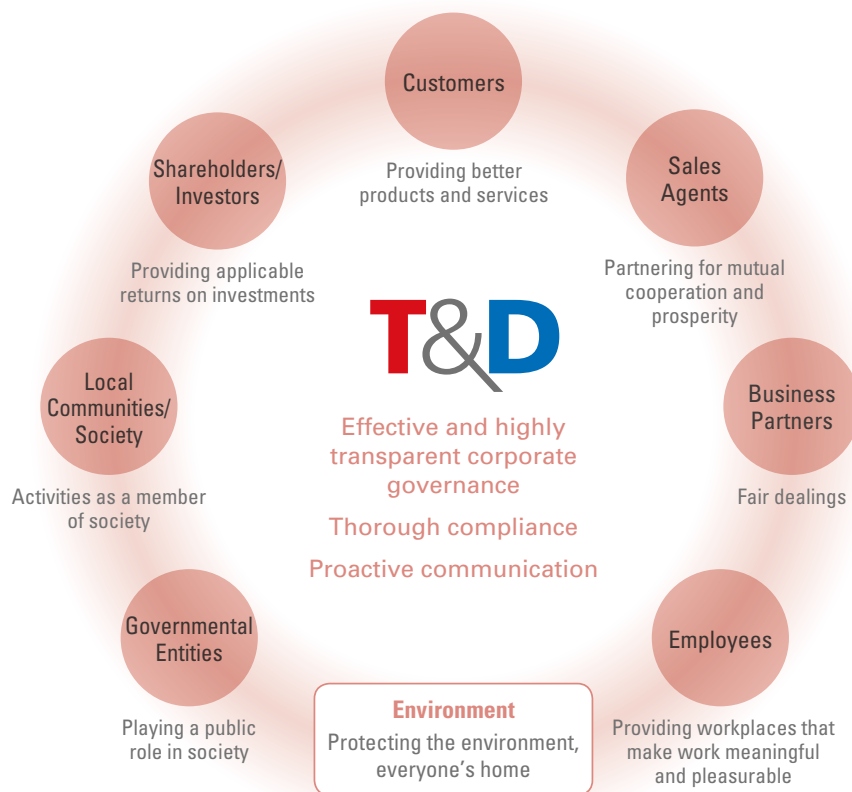 Customers
Providing better
products and services
Shareholders/
Investors
Providing applicable
returns on investments
Sales
Agents
Partnering for mutual
cooperation and
prosperity
T&D
Effective and highly
transparent corporate
governance
Thorough compliance
Proactive communication
Local
Communities/
Society
Activities as a member
of society
Business
Partners
Fair dealings
Governmental
Entities
Playing a public
role in society
Employees
Providing workplaces that
make work meaningful
and pleasurable
Environment
Protecting the environment,
everyone’s home